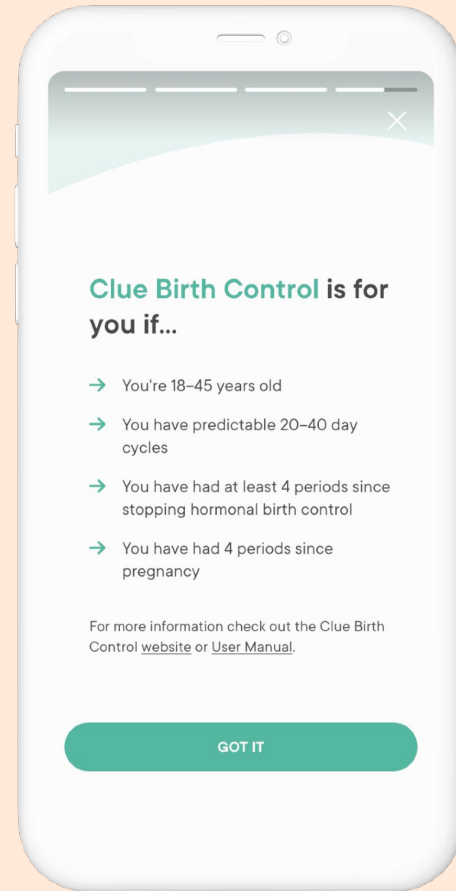 Clue Birth Control is for
you if...
You're 18–45 years old
You have predictable 20–40 day
cycles
You have had at least 4 periods since
stopping hormonal birth control
You have had 4 periods since
pregnancy
For more information check out the Clue Birth
Control website or User Manual.
GOT IT